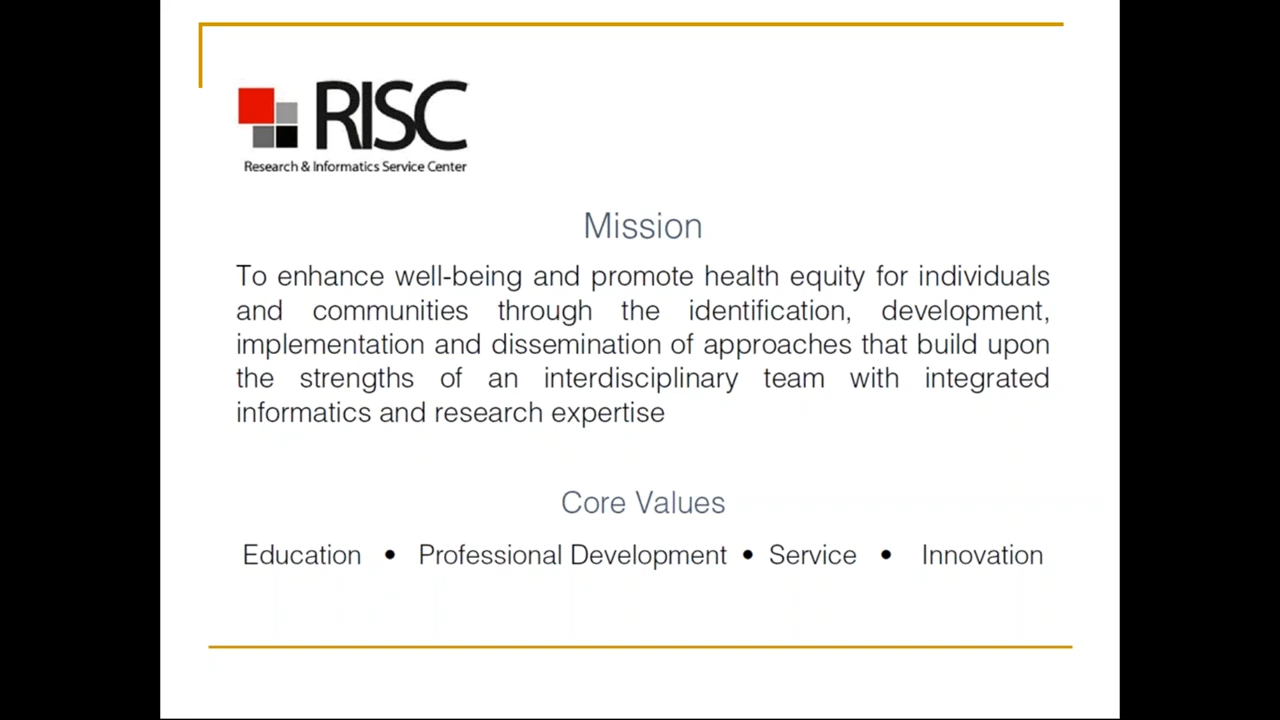 RISC
Research & Informatics Service Center
Mission
To enhance well-being and promote health equity for individuals
and communities through the identification, development,
implementation and dissemination of approaches that build upon
the strengths of an interdisciplinary team with integrated
informatics and research expertise
Core Values
Education • Professional Development • Service • Innovation